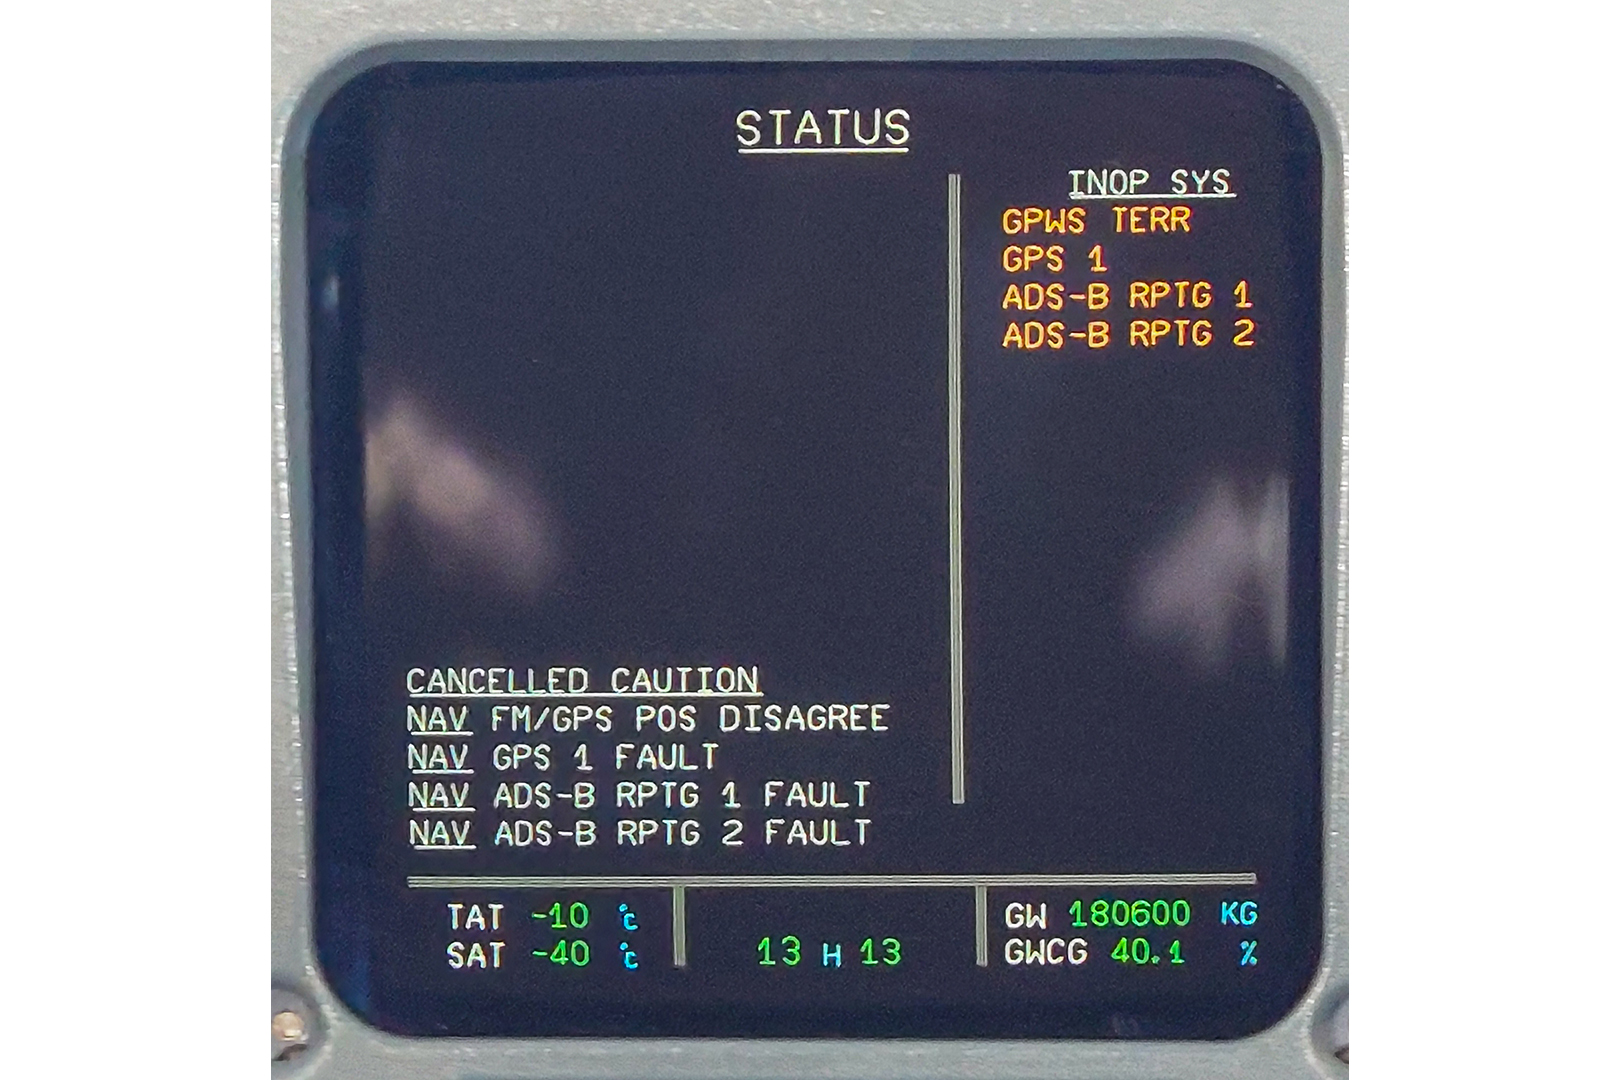 STATUS
INOP SYS
GPWS TERR
GPS 1
ADS-B RPTG 1
ADS-B RPTG 2
CANCELLED CAUTION
NAV FM/GPS POS DISAGREE
NAV GPS 1 FAULT
NAV ADS-B RPTG 1 FAULT
NAV ADS-B RPTG 2 FAULT
TAT -10 °C
SAT -40 °C
13 H 13
GW 180600 KG
GWCG 40.1 %